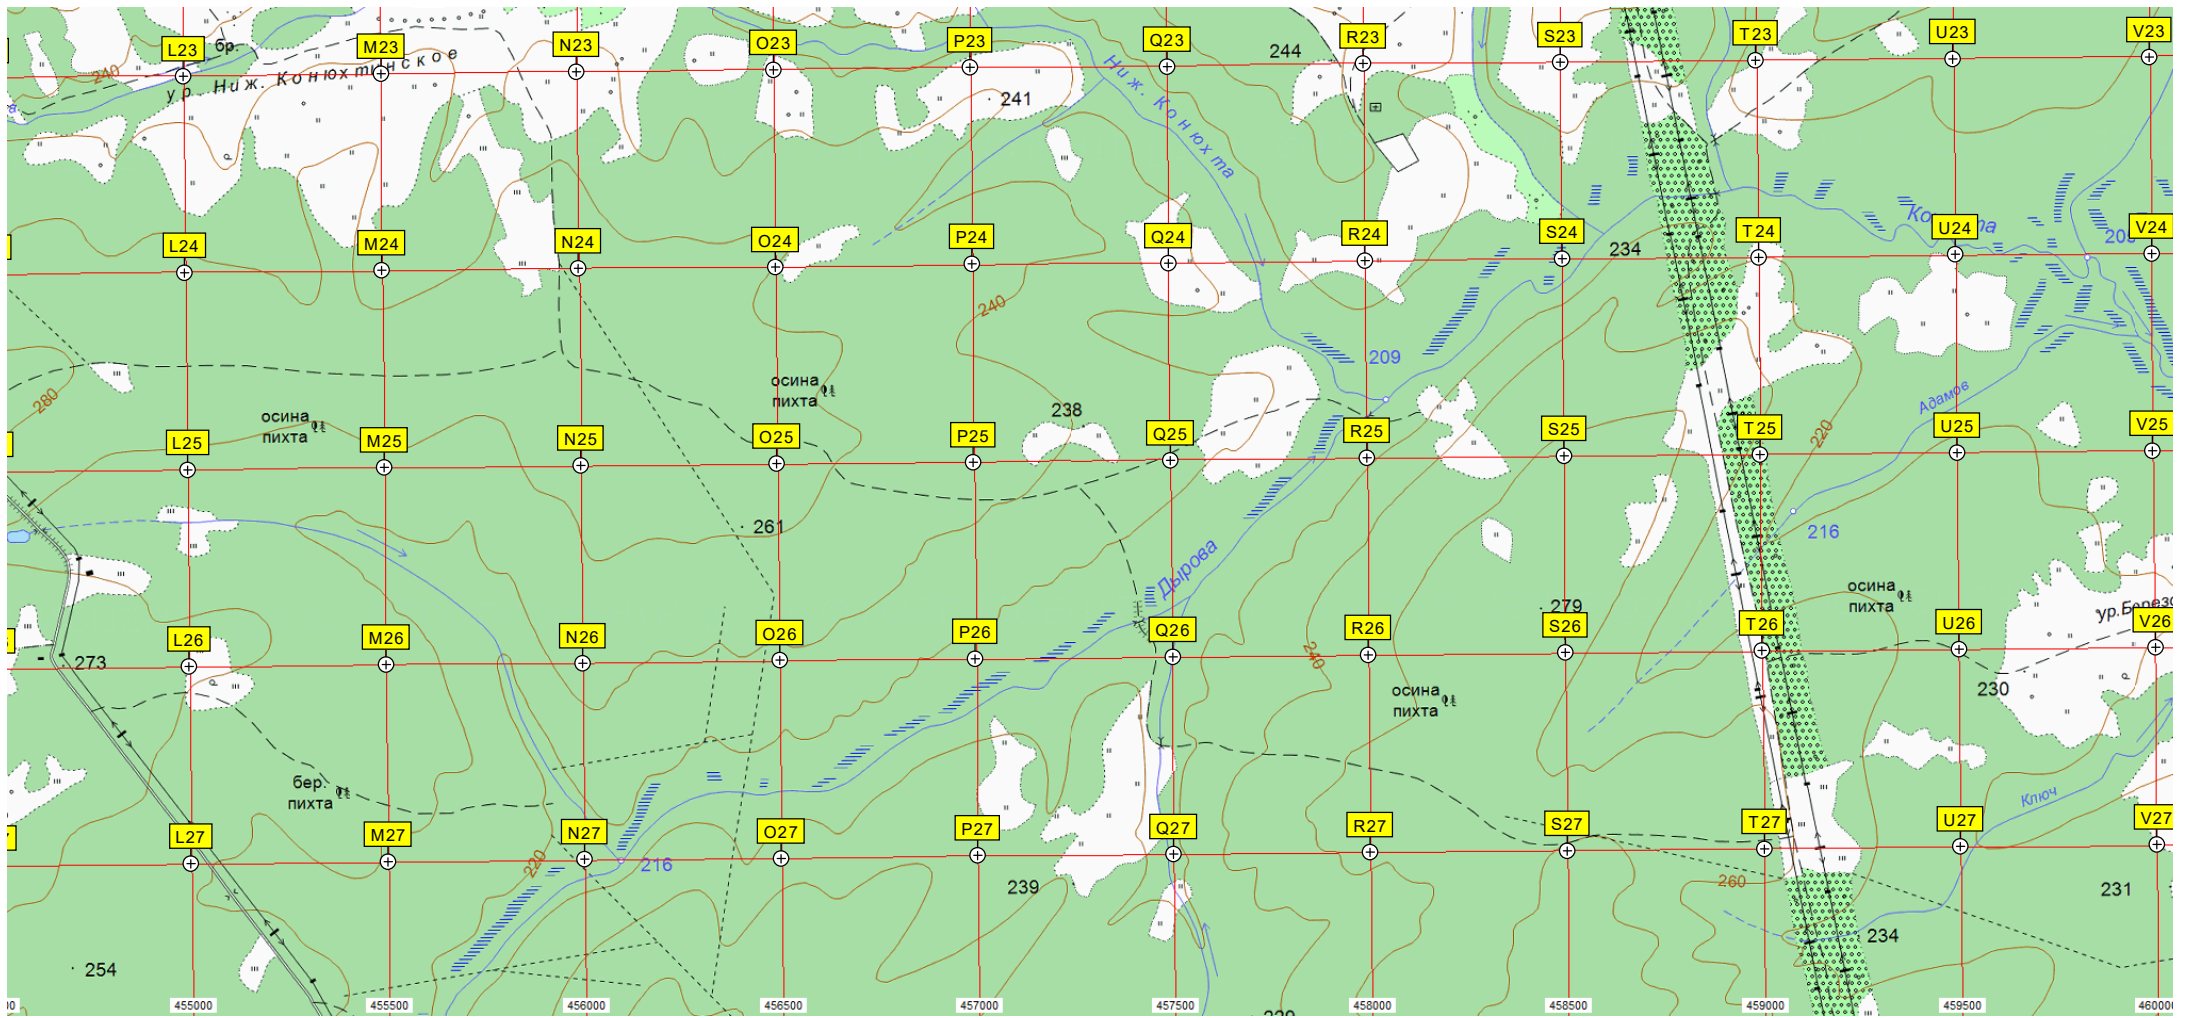 L23 бр. M23 N23 O23 P23 Q23 244 R23 S23 T23 U23 V23
240
ур. Ниж. Конюхтинское
241
Ниж. Конюхта
L24 M24 N24 O24 P24 Q24 R24 S24 234 T24 U24 V24
240
209
280
осина
пихта
осина
пихта
238
Адамов
220
L25 M25 N25 O25 P25 Q25 R25 S25 T25 U25 V25
261
216
Дырова
279
осина
пихта
L26 M26 N26 O26 P26 Q26 R26 S26 T26 U26 V26
273
240
осина
пихта
230
бер.
пихта
Ключ
L27 M27 N27 O27 P27 Q27 R27 S27 T27 U27 V27
220
216
239
260
231
234
254
455000 455500 456000 456500 457000 457500 458000 458500 459000 459500